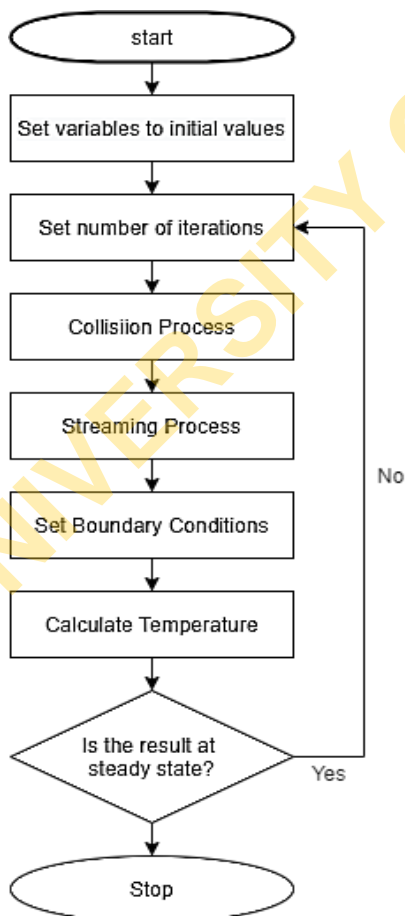 start
Set variables to initial values
Set number of iterations
Collisiion Process
Streaming Process
No
Set Boundary Conditions
Calculate Temperature
Is the result at
steady state?
Yes
Stop